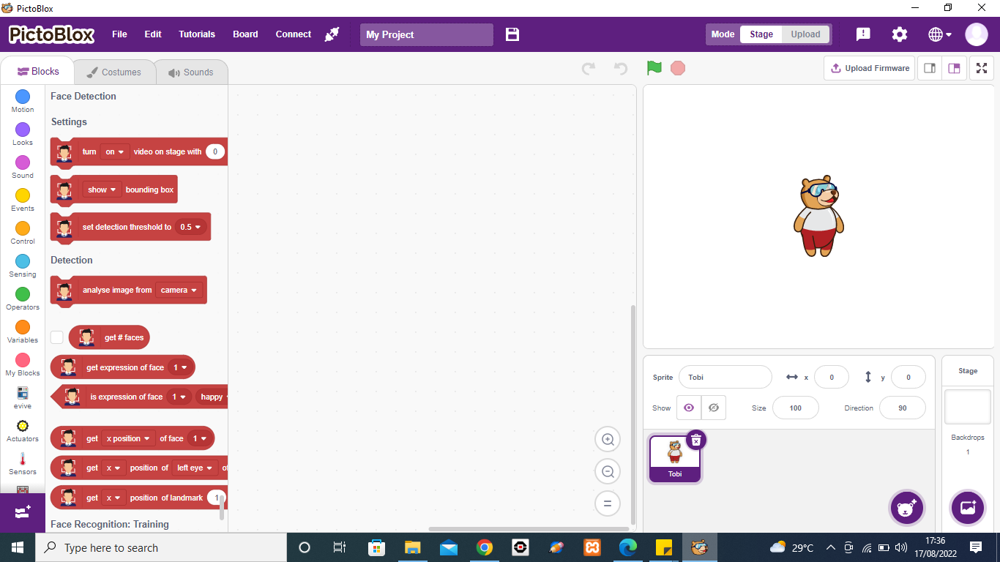 PictoBlox
PictoBlox File Edit Tutorials Board Connect My Project Mode Stage Upload
Blocks Costumes Sounds Upload Firmware
Motion
Looks
Sound
Events
Control
Sensing
Operators
Variables
My Blocks
evive
Actuators
Sensors
Face Detection
Settings
turn on video on stage with 0
show bounding box
set detection threshold to 0.5
Detection
analyse image from camera
get # faces
get expression of face 1
is expression of face 1 happy
get x position of face 1
get x position of left eye
get x position of landmark 1
Face Recognition: Training
Sprite Tobi x 0 y 0
Show Size 100 Direction 90
Tobi
Stage
Backdrops
1
Type here to search
29°C
17:36
17/08/2022